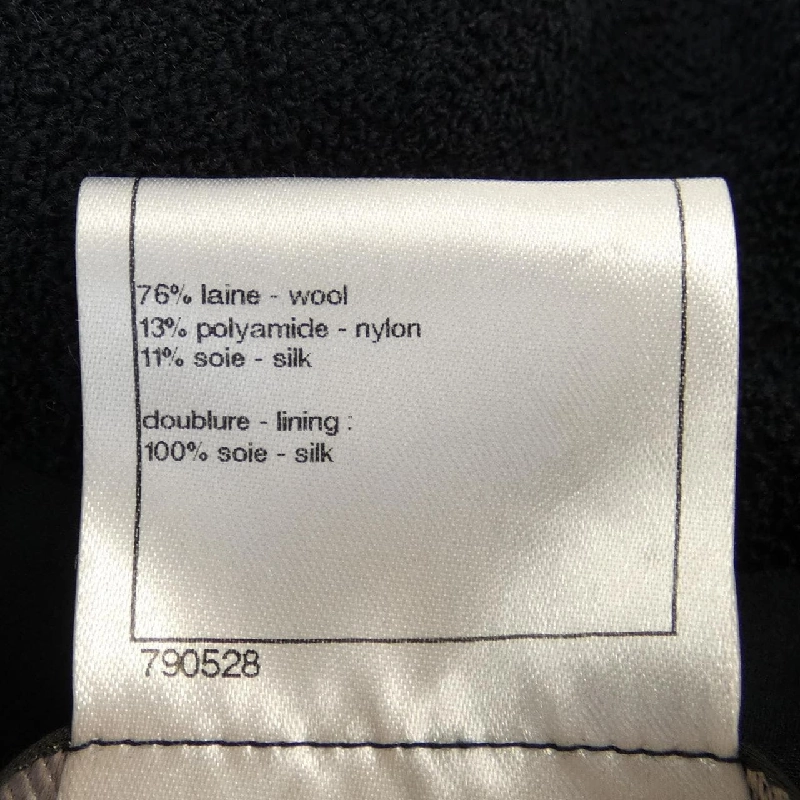 76% laine - wool
13% polyamide - nylon
11% soie - silk
doublure - lining :
100% soie - silk
790528